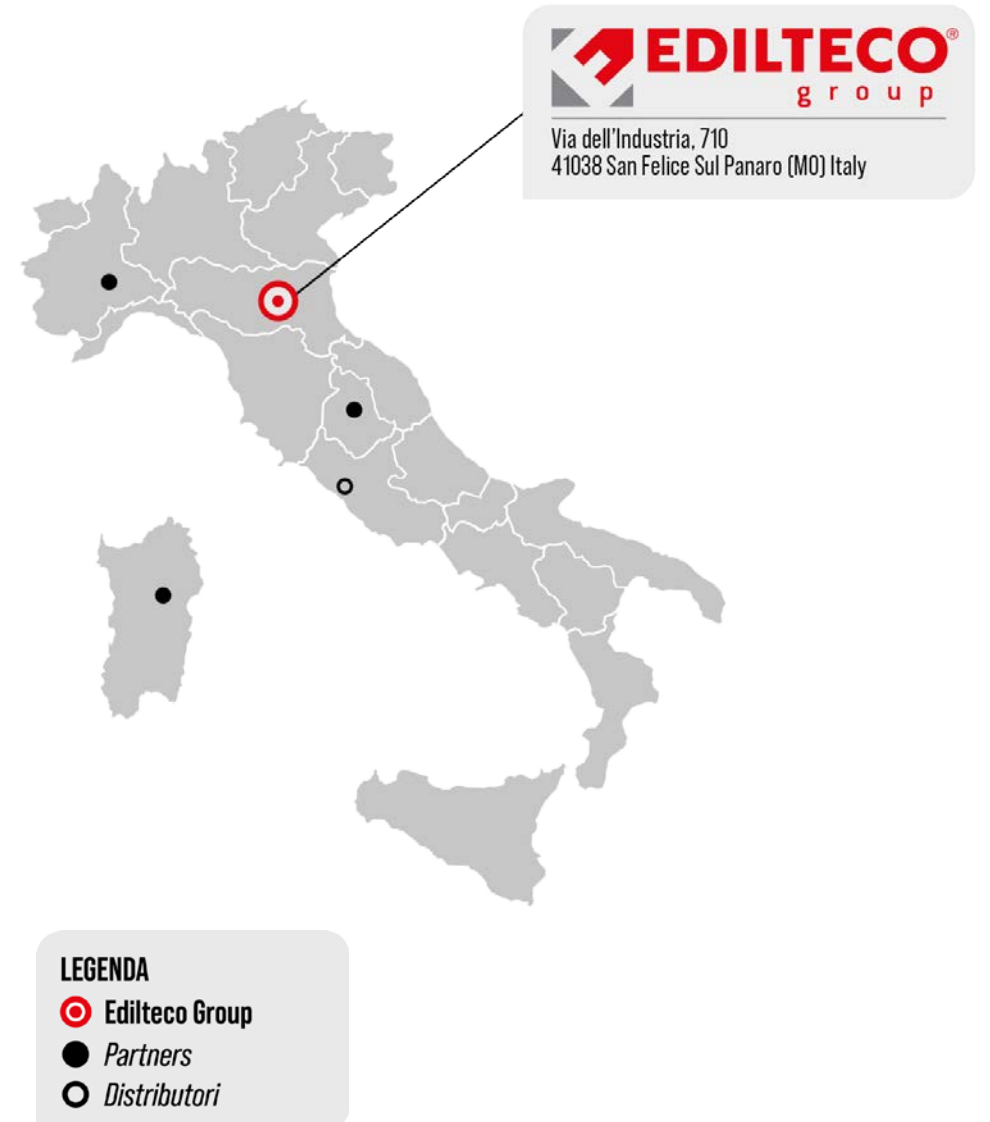 EDILTECO®
group
Via dell'Industria, 710
41038 San Felice Sul Panaro (MO) Italy
LEGENDA
Edilteco Group
Partners
Distributori